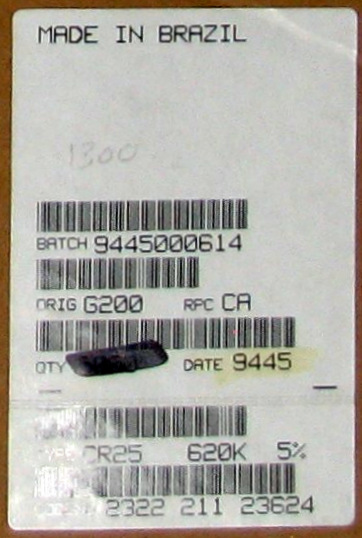 MADE IN BRAZIL
1300
BATCH 9445000614
ORIG G200 RPC CA
QTY DATE 9445
TYPE CR25 620K 5%
2322 211 23624